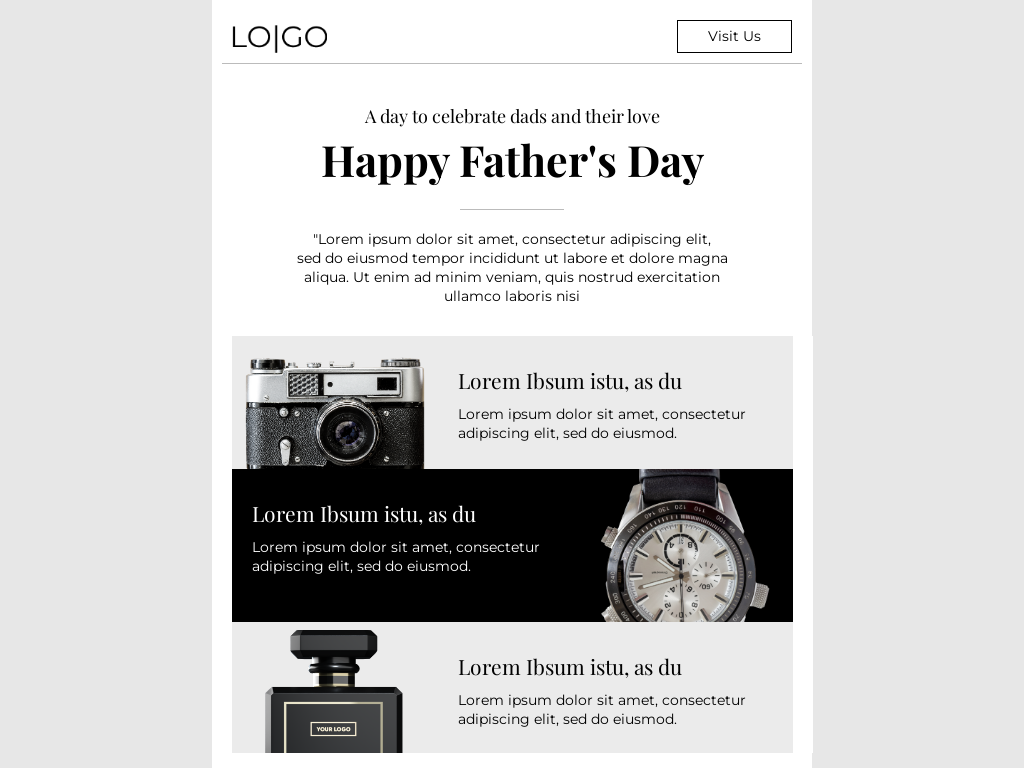 LO|GO
Visit Us
A day to celebrate dads and their love
Happy Father's Day
"Lorem ipsum dolor sit amet, consectetur adipiscing elit,
sed do eiusmod tempor incididunt ut labore et dolore magna
aliqua. Ut enim ad minim veniam, quis nostrud exercitation
ullamco laboris nisi
Lorem Ibsum istu, as du
Lorem ipsum dolor sit amet, consectetur
adipiscing elit, sed do eiusmod.
Lorem Ibsum istu, as du
Lorem ipsum dolor sit amet, consectetur
adipiscing elit, sed do eiusmod.
Lorem Ibsum istu, as du
Lorem ipsum dolor sit amet, consectetur
adipiscing elit, sed do eiusmod.
YOUR LOGO